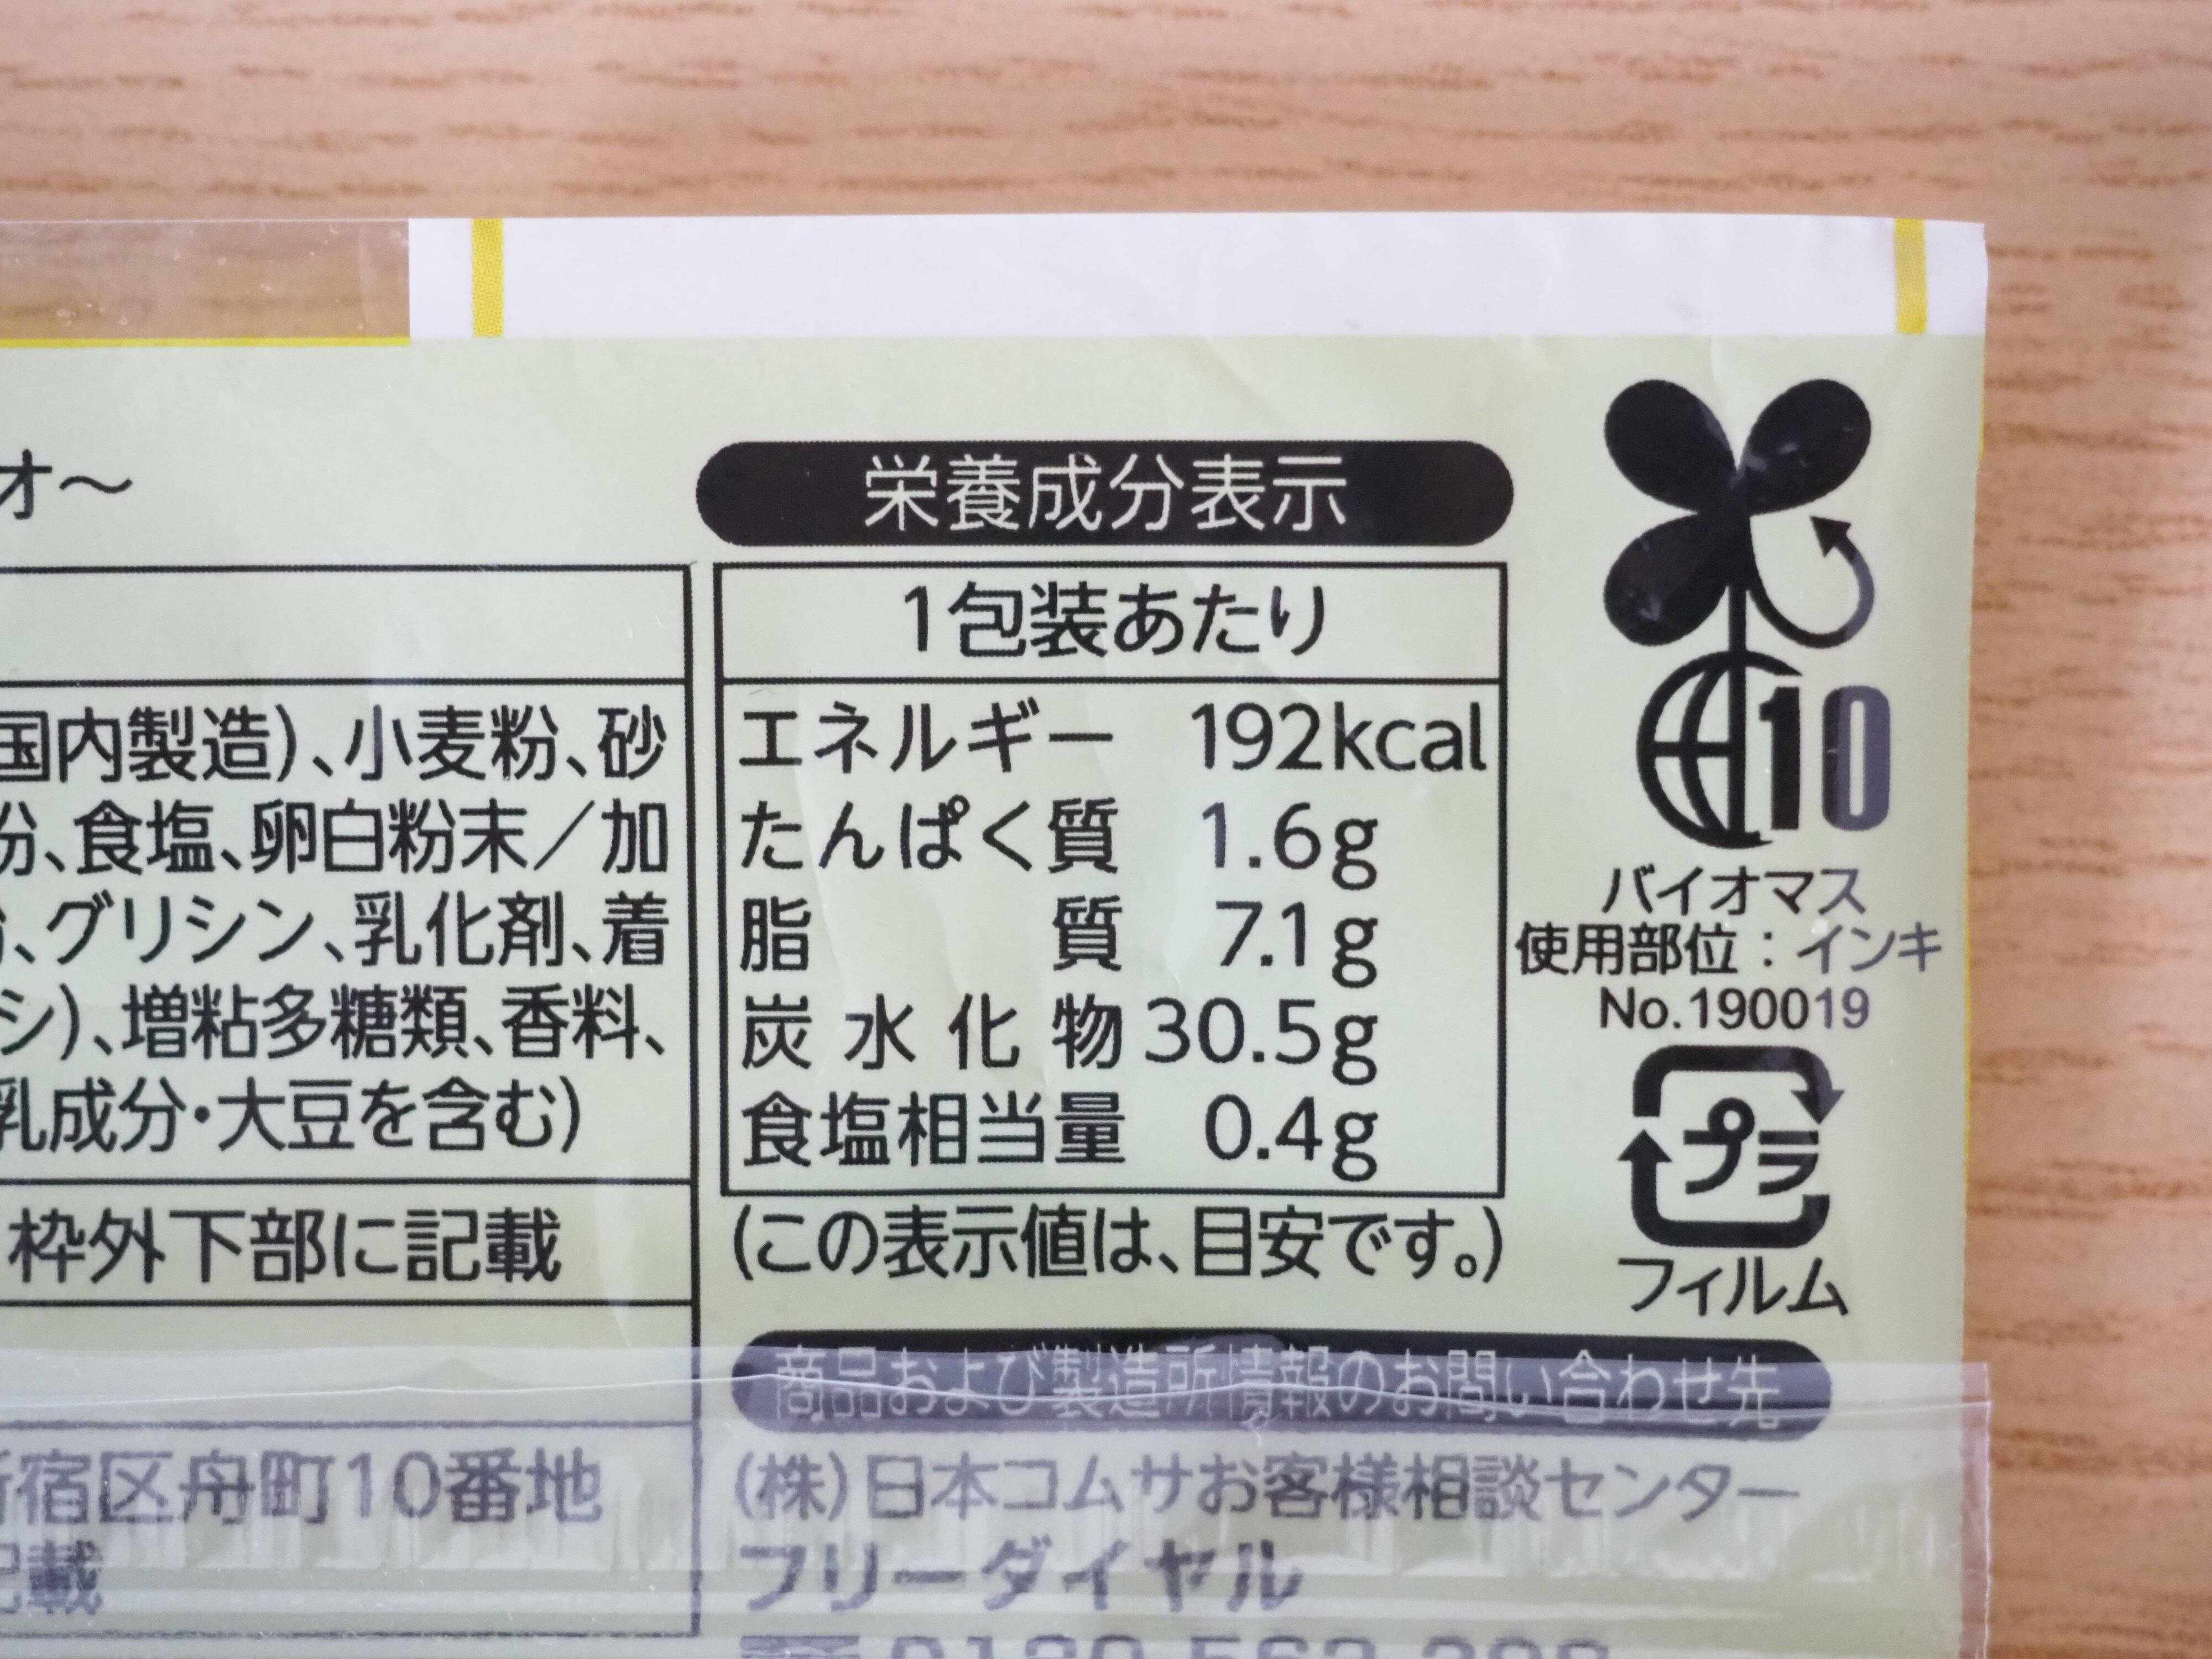 オ～
国内製造)、小麦粉、砂
粉、食塩、卵白粉末／加
、グリシン、乳化剤、着
シ)、増粘多糖類、香料、
乳成分・大豆を含む)
枠外下部に記載
新宿区舟町10番地
記載
栄養成分表示
1包装あたり
エネルギー 192kcal
たんぱく質 1.6g
脂質 7.1g
炭水化物 30.5g
食塩相当量 0.4g
(この表示値は、目安です。)
商品および製造所情報のお問い合わせ先
(株)日本コムサお客様相談センター
フリーダイヤル
10
バイオマス
使用部位：インキ
No.190019
プラ
フィルム